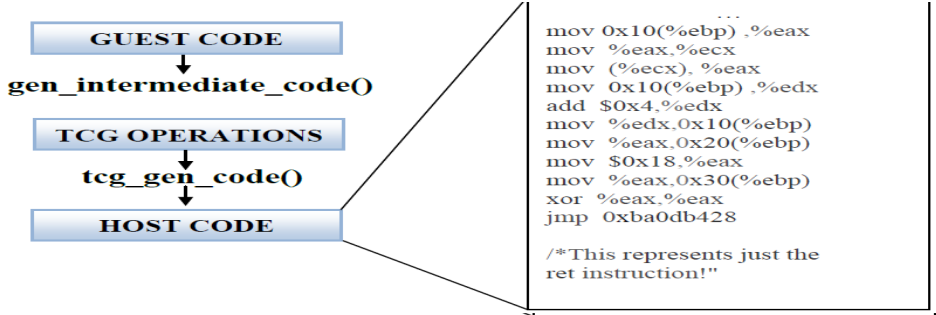 GUEST CODE
gen_intermediate_code()
TCG OPERATIONS
tcg_gen_code()
HOST CODE
...
mov 0x10(%ebp) ,%eax
mov %eax,%ecx
mov (%ecx), %eax
mov 0x10(%ebp) ,%edx
add $0x4,%edx
mov %edx,0x10(%ebp)
mov %eax,0x20(%ebp)
mov $0x18,%eax
mov %eax,0x30(%ebp)
xor %eax,%eax
jmp 0xba0db428
/*This represents just the
ret instruction!"